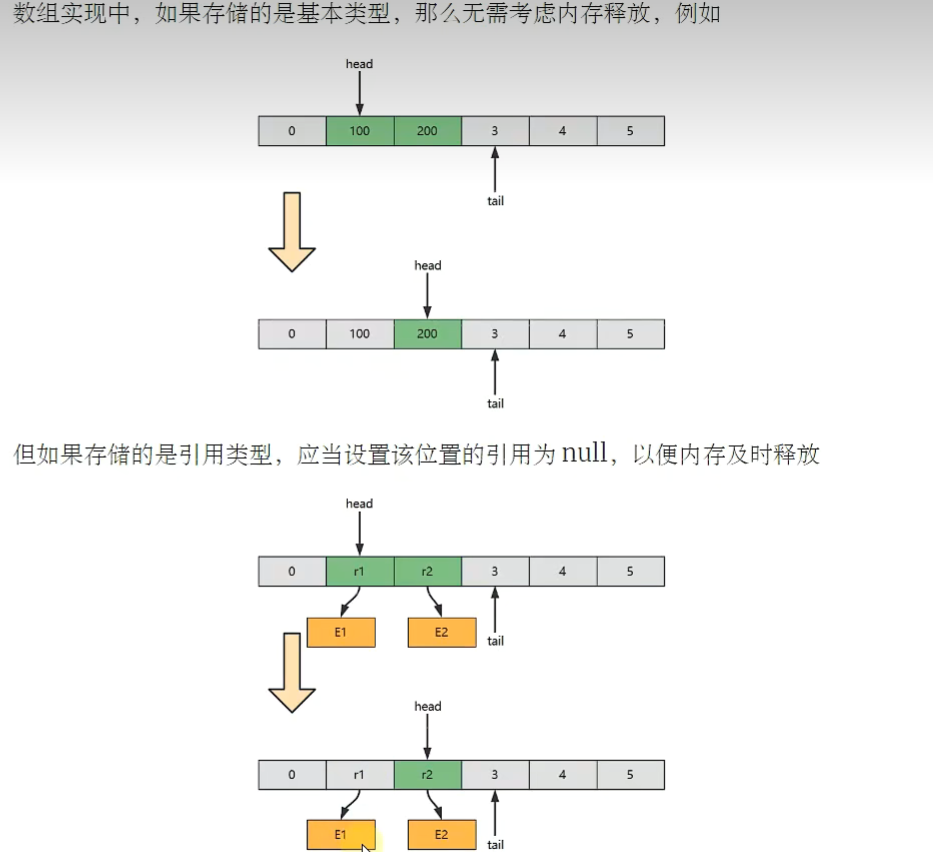 数组实现中，如果存储的是基本类型，那么无需考虑内存释放，例如
head
0 100 200 3 4 5
tail
head
0 100 200 3 4 5
tail
但如果存储的是引用类型，应当设置该位置的引用为 null，以便内存及时释放
head
0 r1 r2 3 4 5
E1 E2
tail
head
0 r1 r2 3 4 5
E1 E2
tail